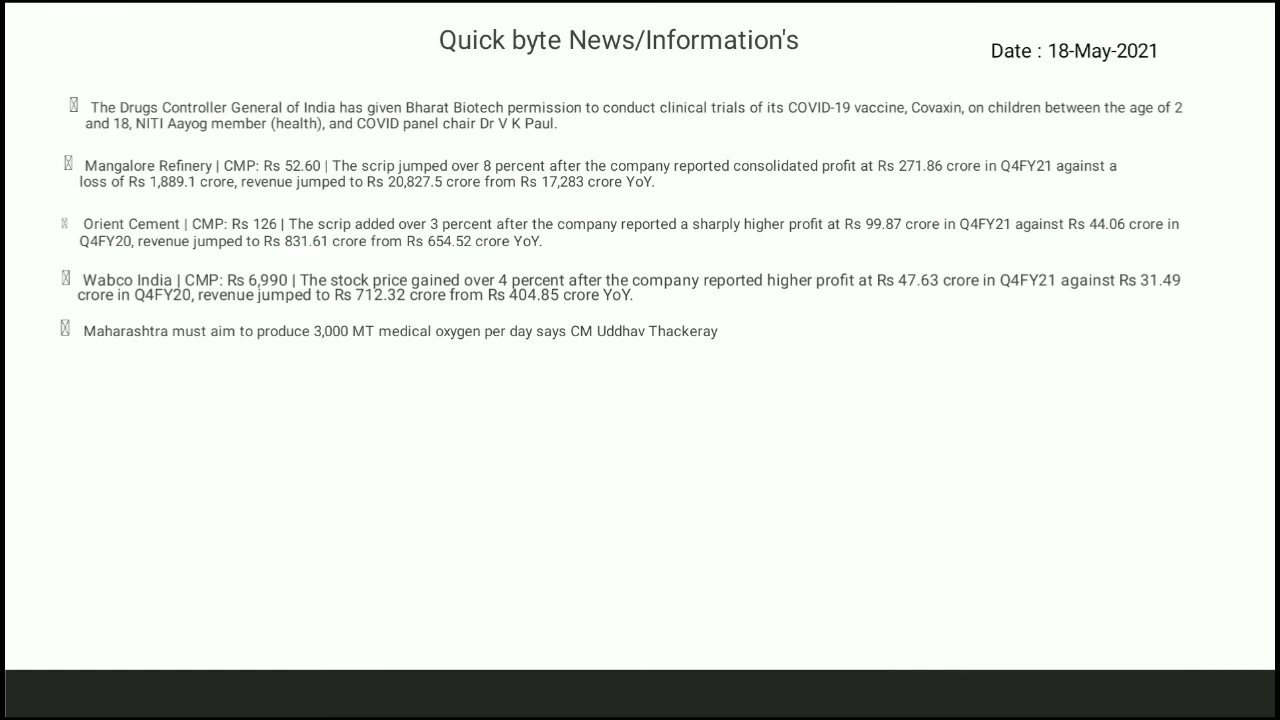 Quick byte News/Information's
Date : 18-May-2021
The Drugs Controller General of India has given Bharat Biotech permission to conduct clinical trials of its COVID-19 vaccine, Covaxin, on children between the age of 2
and 18, NITI Aayog member (health), and COVID panel chair Dr V K Paul.
Mangalore Refinery | CMP: Rs 52.60 | The scrip jumped over 8 percent after the company reported consolidated profit at Rs 271.86 crore in Q4FY21 against a
loss of Rs 1,889.1 crore, revenue jumped to Rs 20,827.5 crore from Rs 17,283 crore YoY.
Orient Cement | CMP: Rs 126 | The scrip added over 3 percent after the company reported a sharply higher profit at Rs 99.87 crore in Q4FY21 against Rs 44.06 crore in
Q4FY20, revenue jumped to Rs 831.61 crore from Rs 654.52 crore YoY.
Wabco India | CMP: Rs 6,990 | The stock price gained over 4 percent after the company reported higher profit at Rs 47.63 crore in Q4FY21 against Rs 31.49
crore in Q4FY20, revenue jumped to Rs 712.32 crore from Rs 404.85 crore YoY.
Maharashtra must aim to produce 3,000 MT medical oxygen per day says CM Uddhav Thackeray